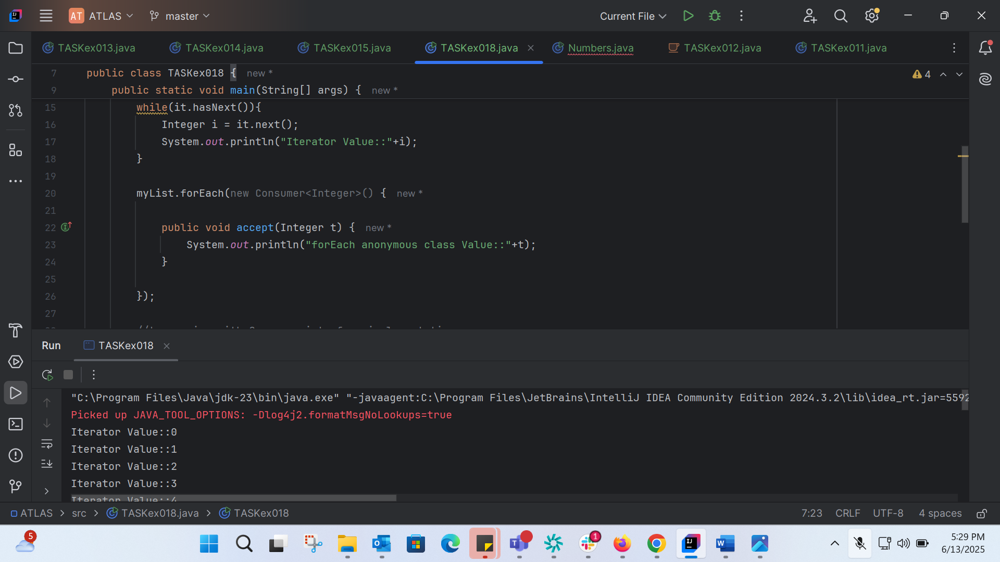 AT ATLAS master Current File
TASKex013.java TASKex014.java TASKex015.java TASKex018.java Numbers.java TASKex012.java TASKex011.java
7 public class TASKex018 { new *
4
9 public static void main(String[] args) { new *
15 while(it.hasNext()){
16 Integer i = it.next();
17 System.out.println("Iterator Value::"+i);
18 }
19
20 myList.forEach(new Consumer<Integer>() { new *
21
22 public void accept(Integer t) { new *
23 System.out.println("forEach anonymous class Value::"+t);
24 }
25
26 });
27
Run TASKex018
"C:\Program Files\Java\jdk-23\bin\java.exe" "-javaagent:C:\Program Files\JetBrains\IntelliJ IDEA Community Edition 2024.3.2\lib\idea_rt.jar=5592
Picked up JAVA_TOOL_OPTIONS: -Dlog4j2.formatMsgNoLookups=true
Iterator Value::0
Iterator Value::1
Iterator Value::2
Iterator Value::3
Iterator Value::4
ATLAS > src > TASKex018.java > TASKex018 7:23 CRLF UTF-8 4 spaces
5
1
5:29 PM
6/13/2025